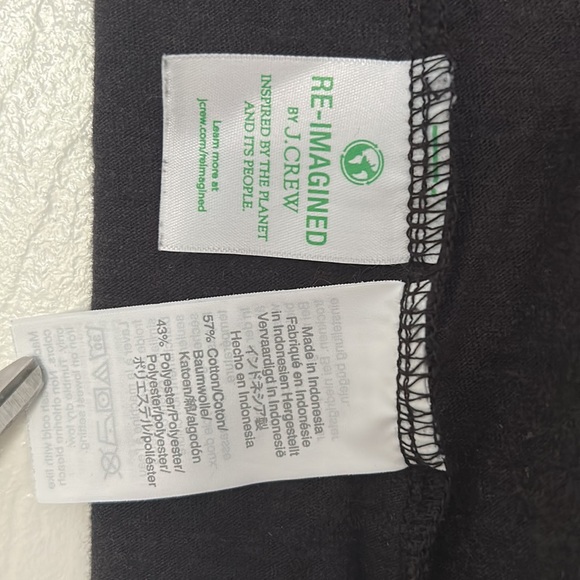 RE-IMAGINED
BY J.CREW
INSPIRED BY THE PLANET
AND ITS PEOPLE.
Learn more at
jcrew.com/reimagined
Made in Indonesia
Fabriqué en Indonésie
in Indonesien Hergestellt
Vervaardigd in Indonesië
インドネシア製
Hecho en Indonesia
57% Cotton/Coton/
Baumwolle/
Katoen/綿/algodón
43% Polyester/Polyester/
Polyester/polyester/
ポリエステル/poliéster